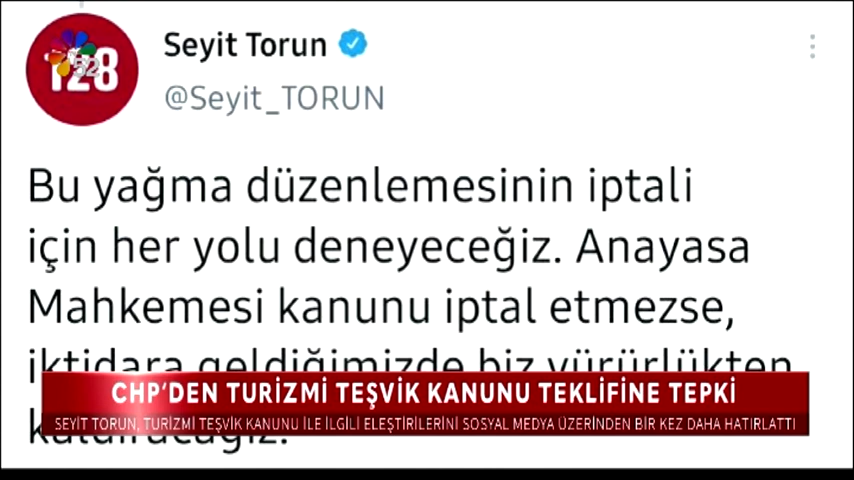 128
52
Seyit Torun
@Seyit_TORUN
Bu yağma düzenlemesinin iptali
için her yolu deneyeceğiz. Anayasa
Mahkemesi kanunu iptal etmezse,
iktidara geldiğimizde biz yürürlükten
kaldıracağız.
CHP'DEN TURİZMİ TEŞVİK KANUNU TEKLİFİNE TEPKİ
SEYİT TORUN, TURİZMİ TEŞVİK KANUNU İLE İLGİLİ ELEŞTİRİLERİNİ SOSYAL MEDYA ÜZERİNDEN BİR KEZ DAHA HATIRLATTI